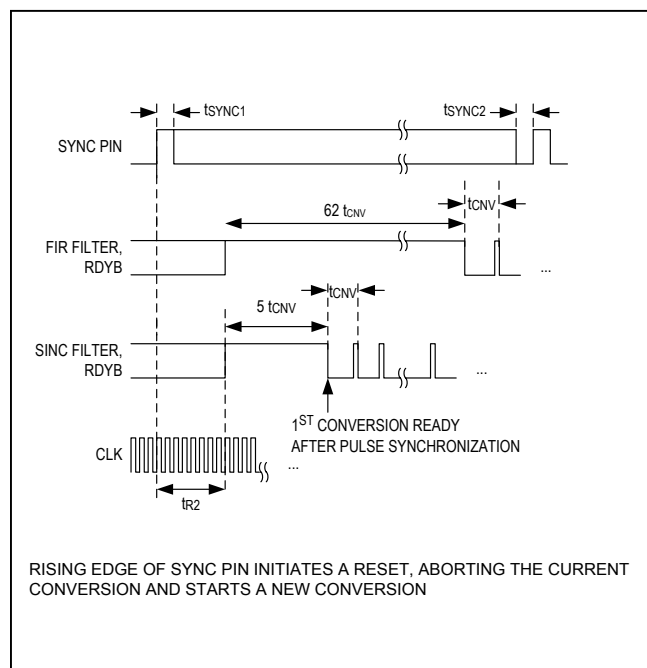 tSYNC1
tSYNC2
SYNC PIN
62 tCNV
tCNV
FIR FILTER,
RDYB
...
5 tCNV
tCNV
SINC FILTER,
RDYB
...
1ST CONVERSION READY
AFTER PULSE SYNCHRONIZATION
CLK
...
tR2
RISING EDGE OF SYNC PIN INITIATES A RESET, ABORTING THE CURRENT
CONVERSION AND STARTS A NEW CONVERSION